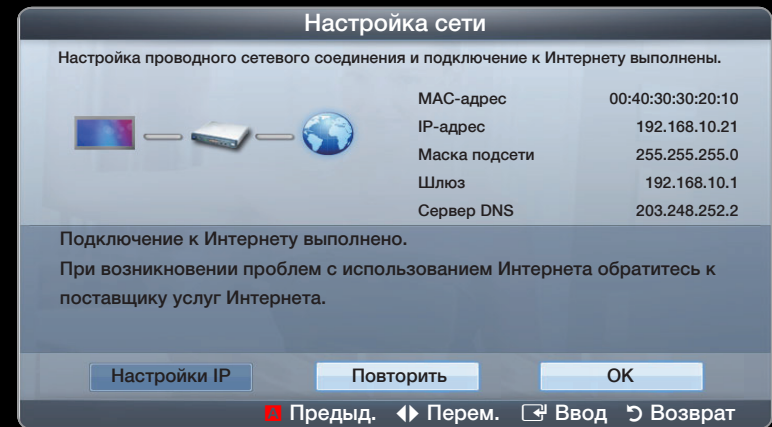 Настройка сети
Настройка проводного сетевого соединения и подключение к Интернету выполнены.
MAC-адрес 00:40:30:30:20:10
IP-адрес 192.168.10.21
Маска подсети 255.255.255.0
Шлюз 192.168.10.1
Сервер DNS 203.248.252.2
Подключение к Интернету выполнено.
При возникновении проблем с использованием Интернета обратитесь к
поставщику услуг Интернета.
Настройки IP Повторить OK
A Предыд. Перем. Ввод Возврат